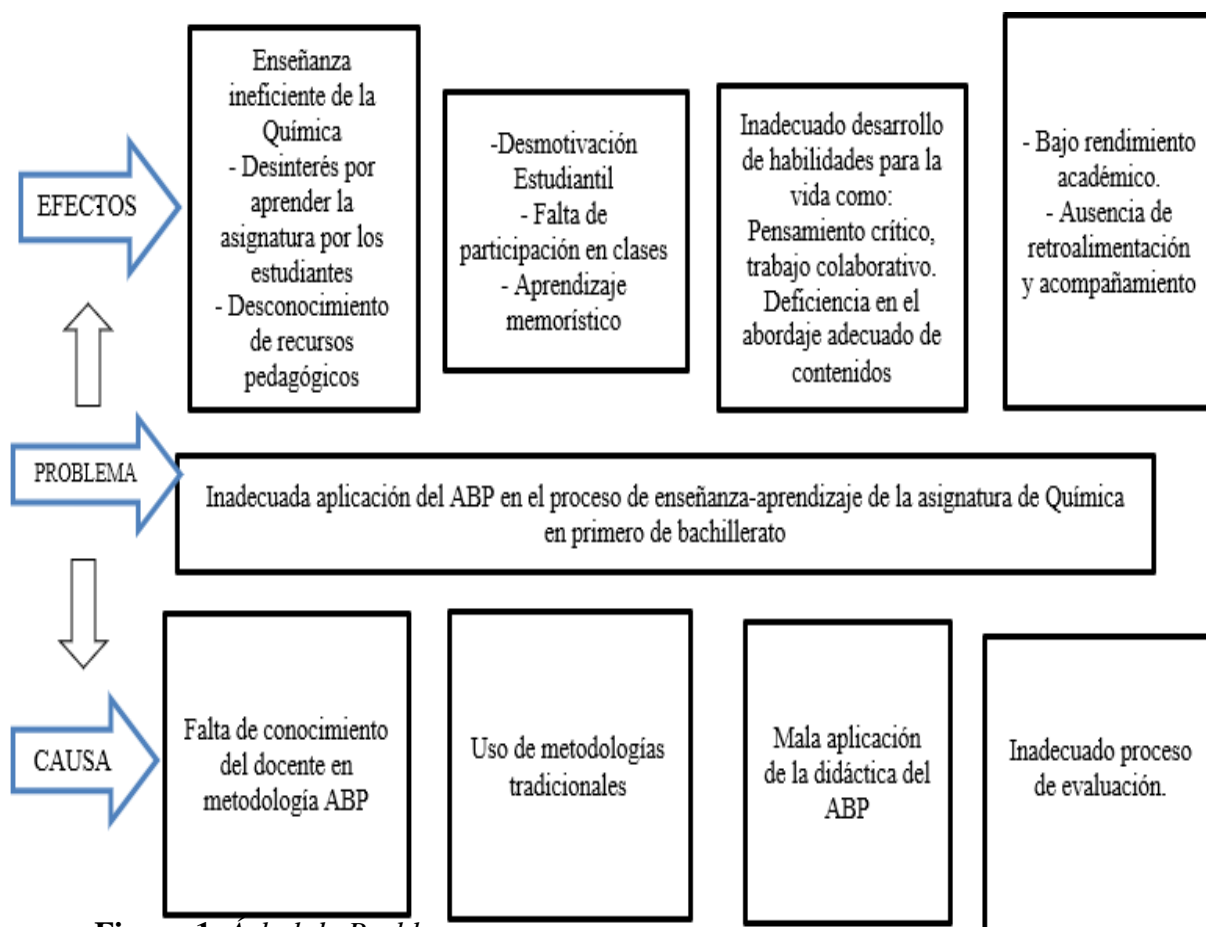 EFECTOS
Enseñanza
ineficiente de la
Química
- Desinterés por
aprender la
asignatura por los
estudiantes
- Desconocimiento
de recursos
pedagógicos
-Desmotivación
Estudiantil
- Falta de
participación en clases
- Aprendizaje
memorístico
Inadecuado desarrollo
de habilidades para la
vida como:
Pensamiento crítico,
trabajo colaborativo.
Deficiencia en el
abordaje adecuado de
contenidos
- Bajo rendimiento
académico.
- Ausencia de
retroalimentación
y acompañamiento
PROBLEMA
Inadecuada aplicación del ABP en el proceso de enseñanza-aprendizaje de la asignatura de Química
en primero de bachillerato
CAUSA
Falta de conocimiento
del docente en
metodología ABP
Uso de metodologías
tradicionales
Mala aplicación
de la didáctica del
ABP
Inadecuado proceso
de evaluación.